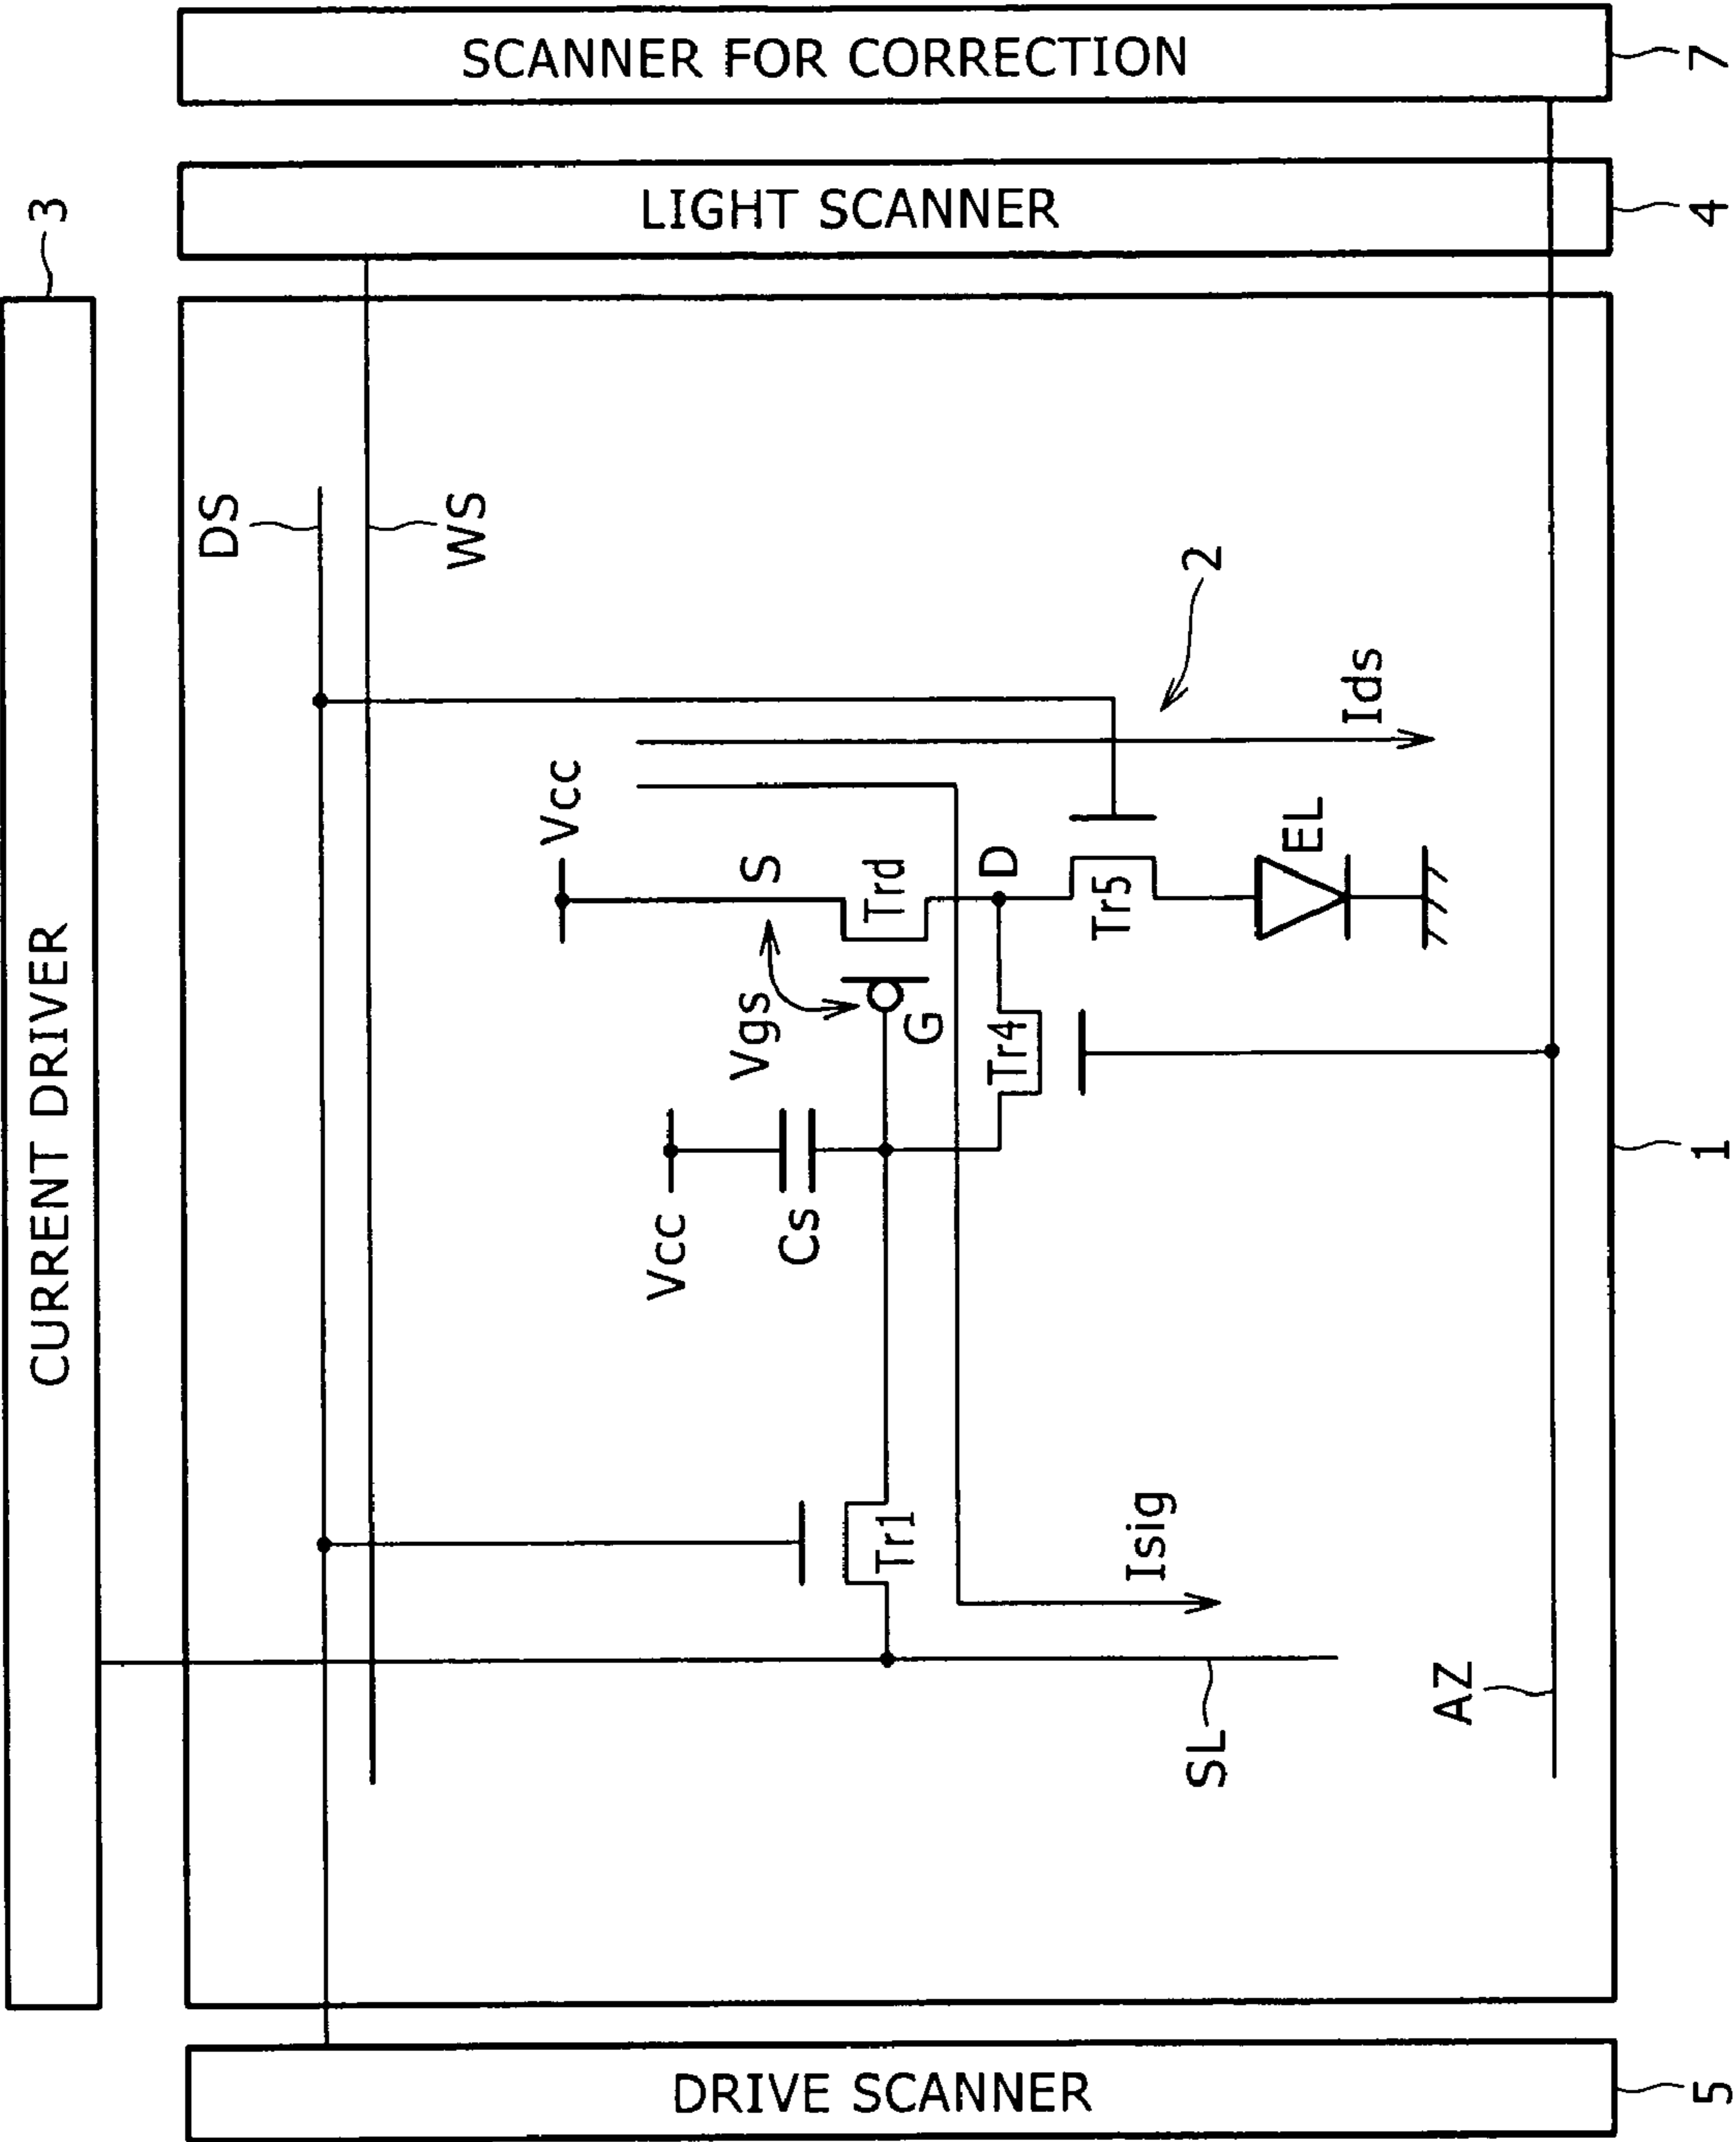 SCANNER FOR CORRECTION
7
LIGHT SCANNER
4
3
CURRENT DRIVER
DS
WS
2
Ids
Vcc
S
Trd
D
Tr5
EL
Vgs
G
Tr4
Vcc
Cs
1
Tr1
Isig
SL
AZ
DRIVE SCANNER
5